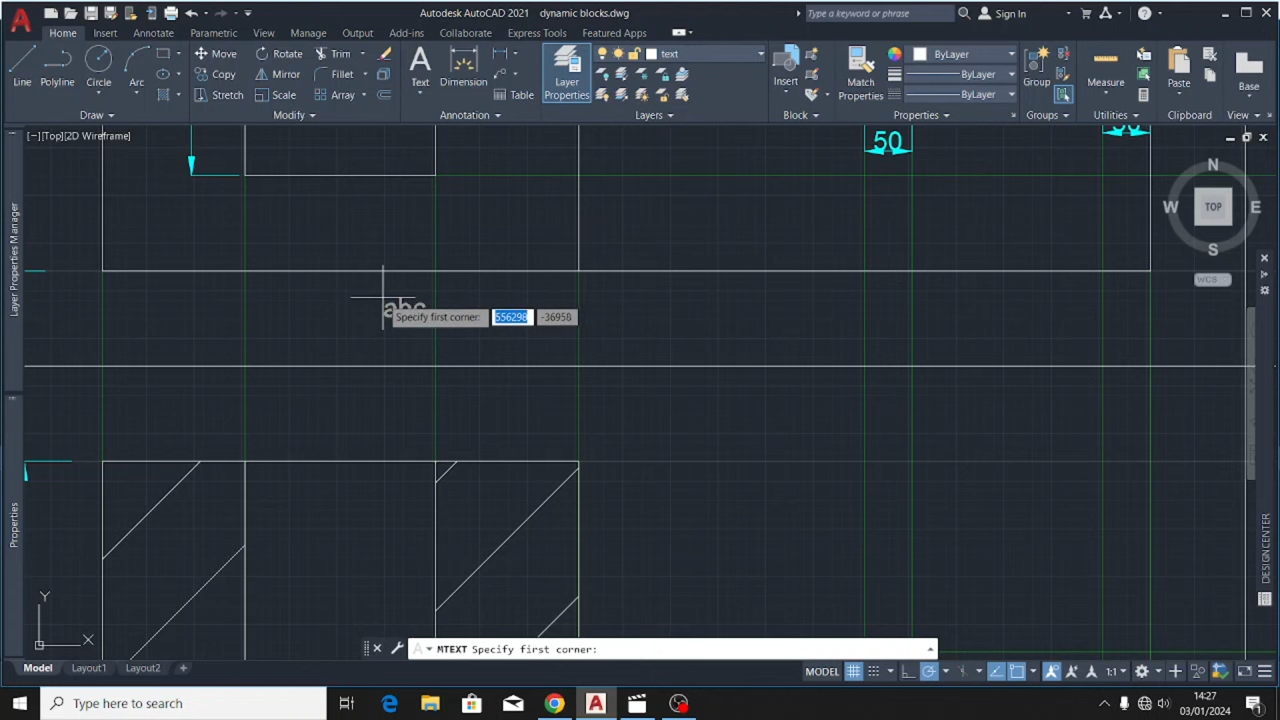 Autodesk AutoCAD 2021 dynamic blocks.dwg
Type a keyword or phrase
Sign In
Home Insert Annotate Parametric View Manage Output Add-ins Collaborate Express Tools Featured Apps
Line
Polyline
Circle
Arc
Move
Rotate
Trim
Copy
Mirror
Fillet
Stretch
Scale
Array
Text
Dimension
Table
Layer
Properties
text
Insert
Match
Properties
ByLayer
ByLayer
ByLayer
Group
Measure
Paste
Base
Draw
Modify
Annotation
Layers
Block
Properties
Groups
Utilities
Clipboard
View
[−][Top][2D Wireframe]
50
N
W
TOP
E
S
WCS
Layer Properties Manager
abc
Specify first corner: 556298 -36958
Properties
DESIGNCENTER
Y
X
MTEXT Specify first corner:
Model Layout1 Layout2
MODEL
1:1
Type here to search
14:27
03/01/2024
1